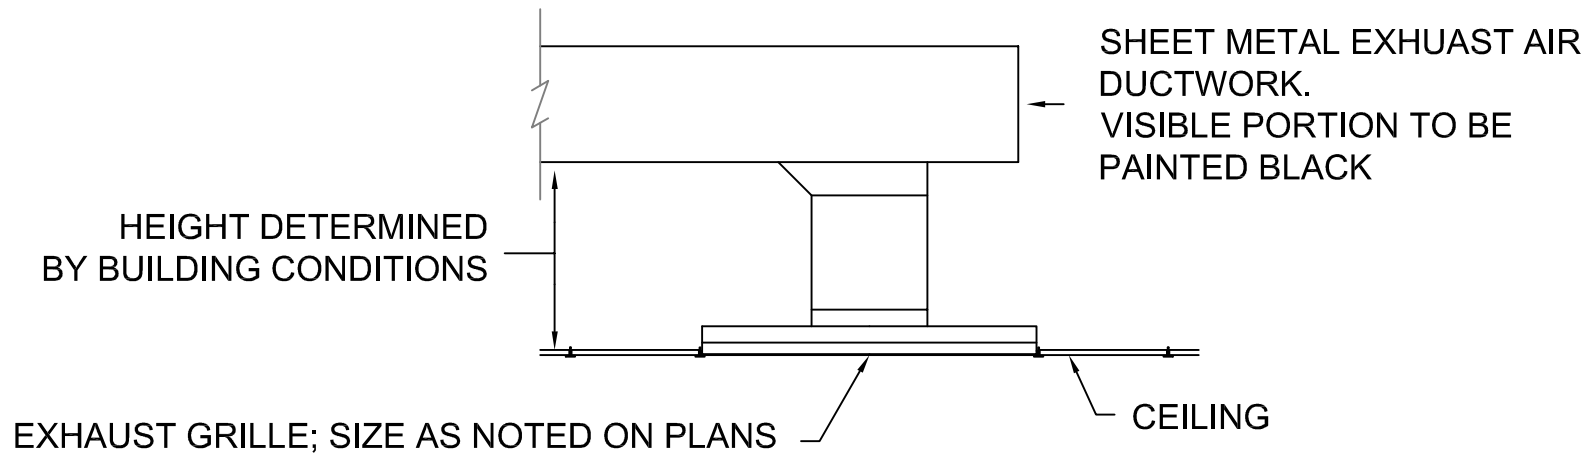 SHEET METAL EXHUAST AIR
DUCTWORK.
VISIBLE PORTION TO BE
PAINTED BLACK
HEIGHT DETERMINED
BY BUILDING CONDITIONS
EXHAUST GRILLE; SIZE AS NOTED ON PLANS
CEILING